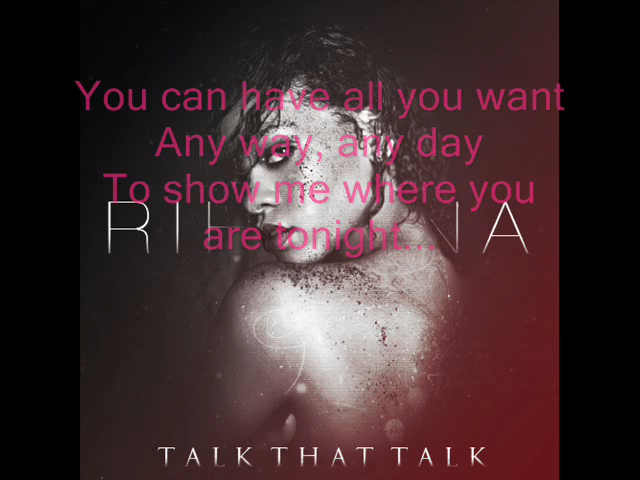 You can have all you want
Any way, any day
To show me where you
RIHANNA
are tonight...
TALK THAT TALK